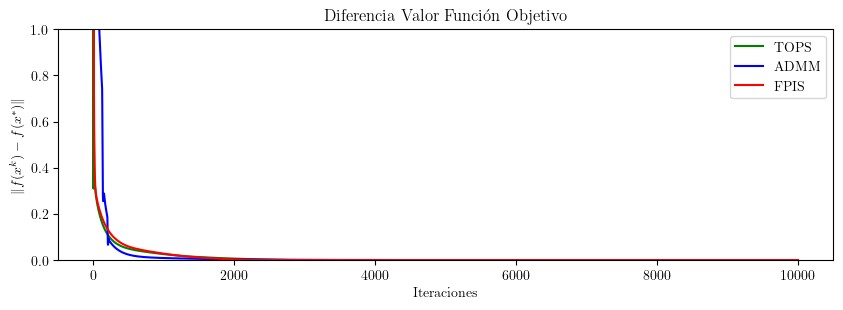 Diferencia Valor Función Objetivo
1.0
0.8
0.6
0.4
0.2
0.0
‖f(x^k) − f(x*)‖
TOPS
ADMM
FPIS
0 2000 4000 6000 8000 10000
Iteraciones